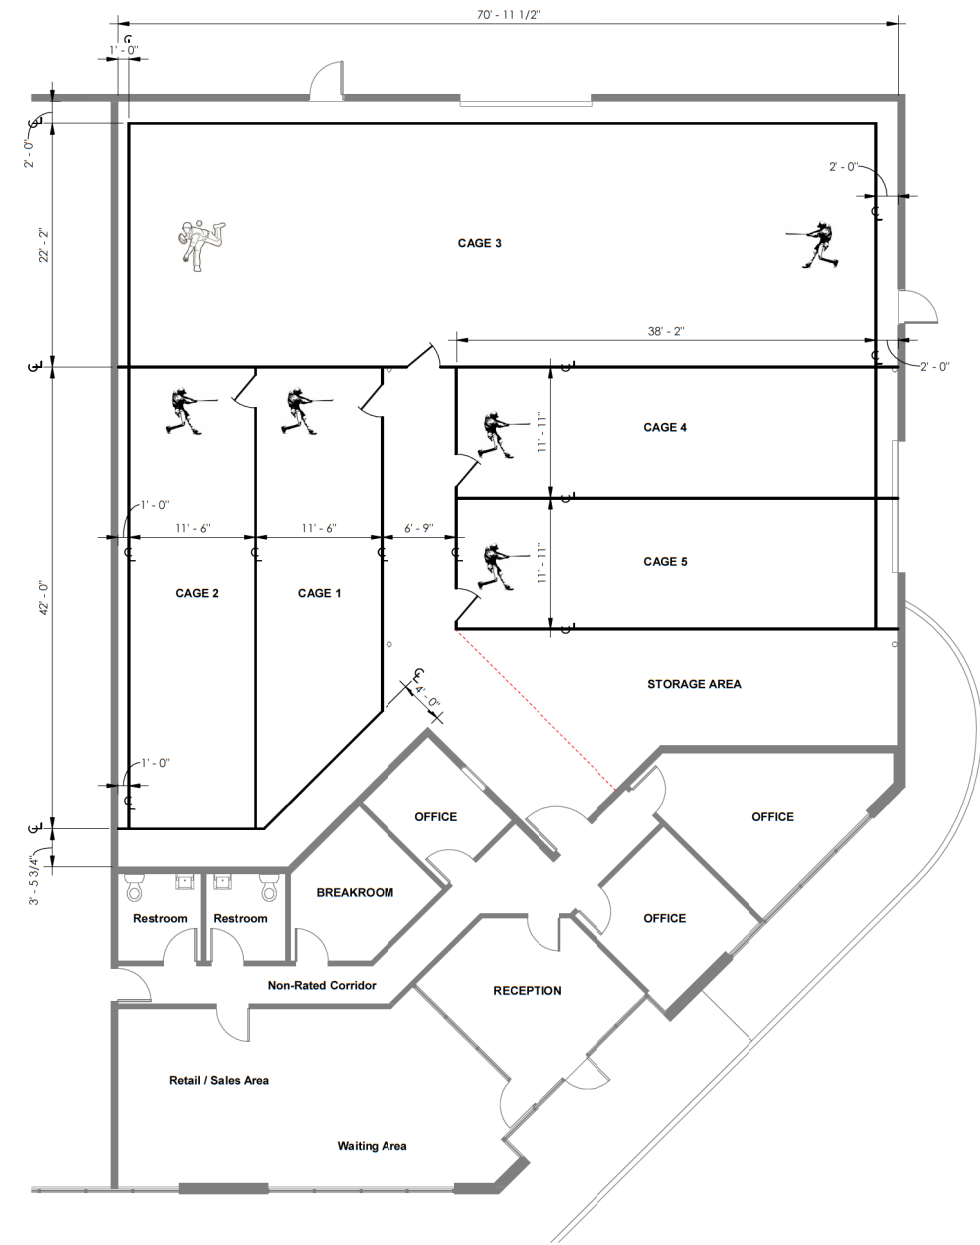 70' - 11 1/2"
1' - 0"
2' - 0"
2' - 0"
22' - 2"
CAGE 3
38' - 2"
2' - 0"
CAGE 4
11' - 11"
1' - 0"
11' - 6"
11' - 6"
6' - 9"
11' - 11"
CAGE 5
CAGE 2
CAGE 1
42' - 0"
STORAGE AREA
4' - 0"
1' - 0"
OFFICE
OFFICE
3' - 5 3/4"
BREAKROOM
Restroom
Restroom
OFFICE
Non-Rated Corridor
RECEPTION
Retail / Sales Area
Waiting Area